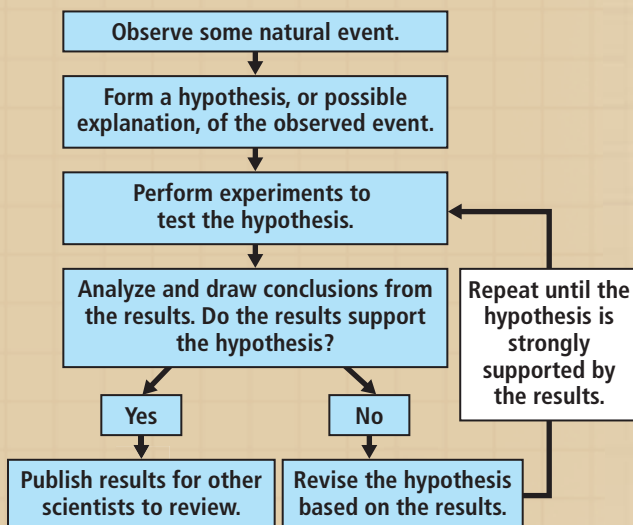 Observe some natural event.
Form a hypothesis, or possible
explanation, of the observed event.
Perform experiments to
test the hypothesis.
Analyze and draw conclusions from
the results. Do the results support
the hypothesis?
Repeat until the
hypothesis is
strongly
supported by
the results.
Yes
No
Publish results for other
scientists to review.
Revise the hypothesis
based on the results.